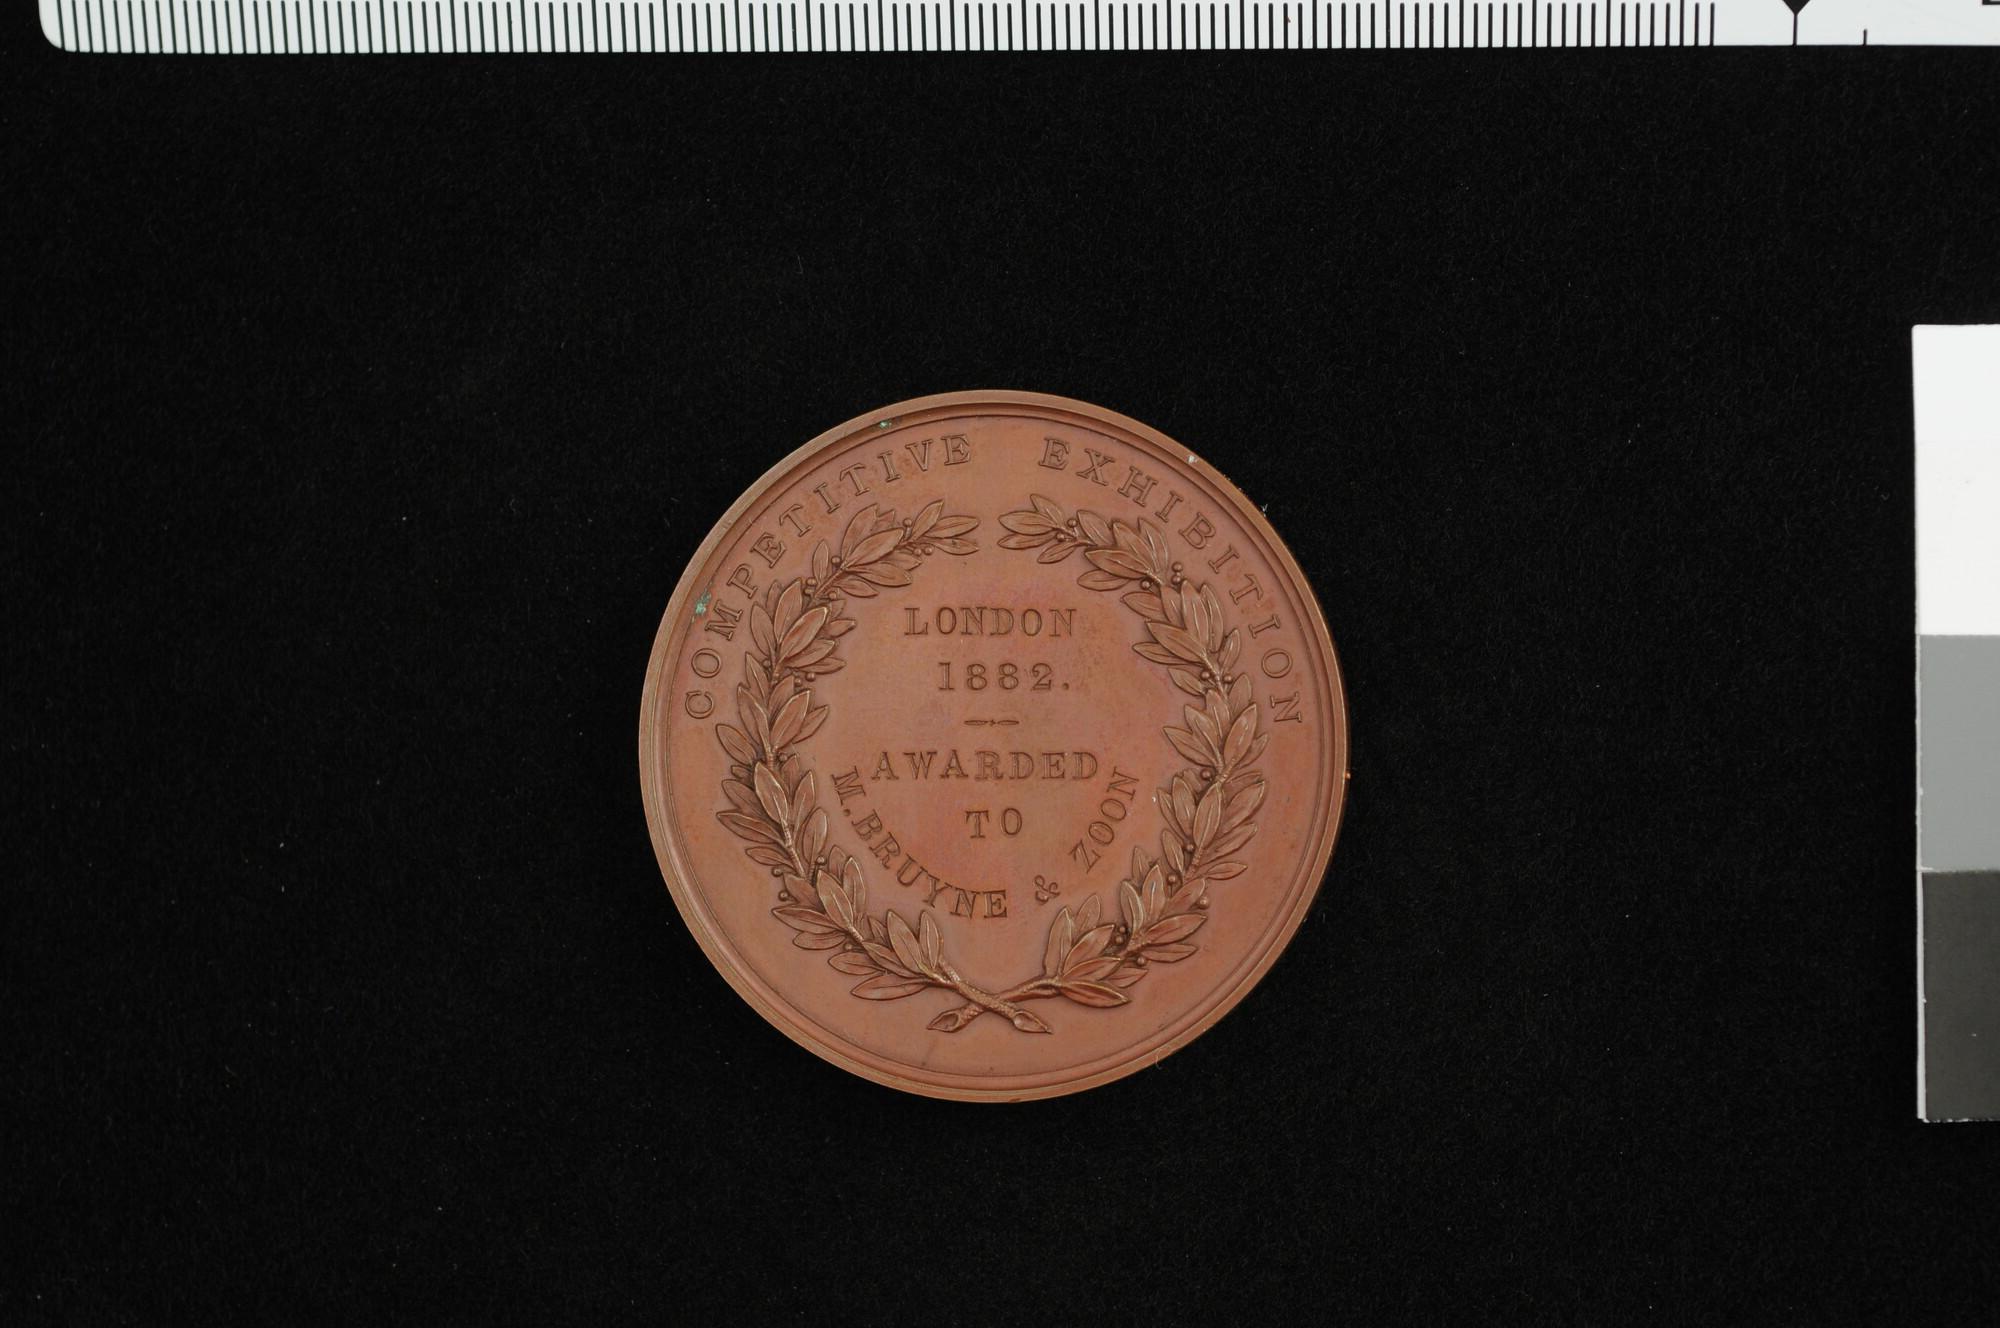 COMPETITIVE EXHIBITION
LONDON
1882.
AWARDED
TO
M. BRUYNE & ZOON